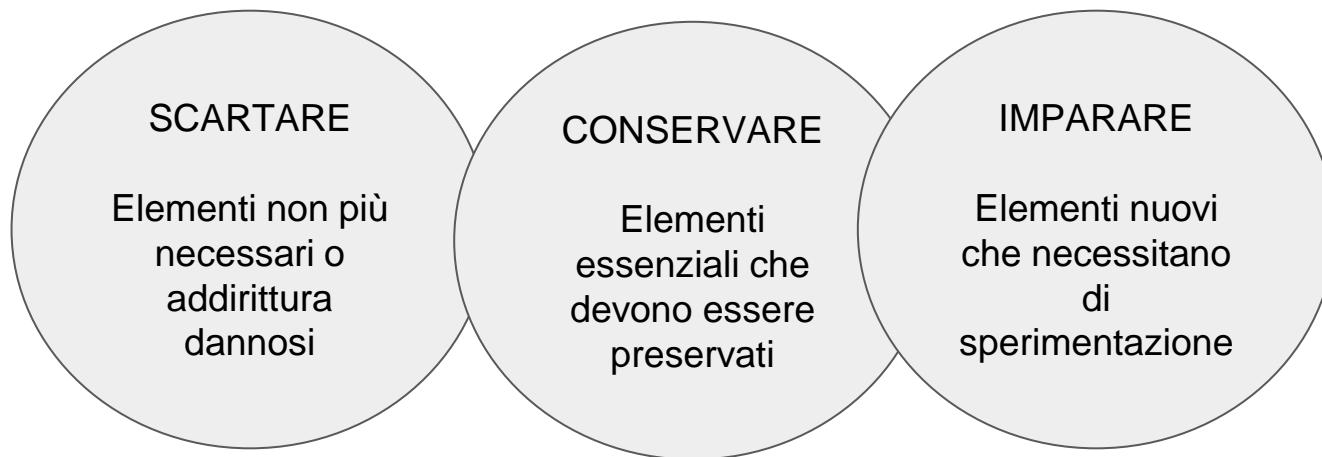 SCARTARE
Elementi non più
necessari o
addirittura
dannosi
CONSERVARE
Elementi
essenziali che
devono essere
preservati
IMPARARE
Elementi nuovi
che necessitano
di
sperimentazione